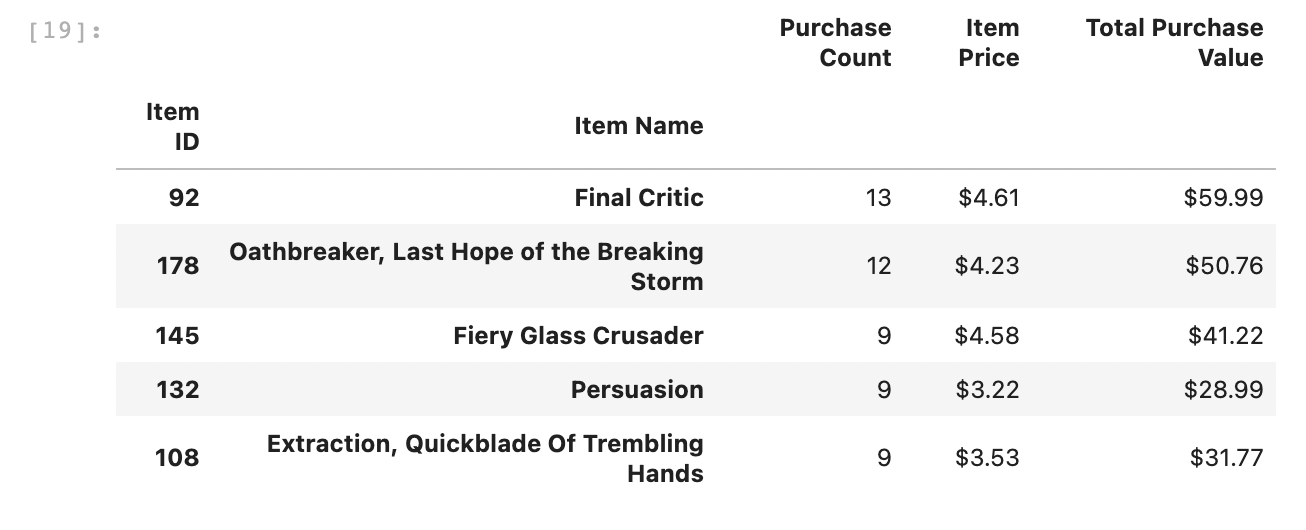 [19]:
Purchase Item Total Purchase
Count Price Value
Item
ID Item Name
92 Final Critic 13 $4.61 $59.99
Oathbreaker, Last Hope of the Breaking
178 Storm 12 $4.23 $50.76
145 Fiery Glass Crusader 9 $4.58 $41.22
132 Persuasion 9 $3.22 $28.99
Extraction, Quickblade Of Trembling
108 Hands 9 $3.53 $31.77